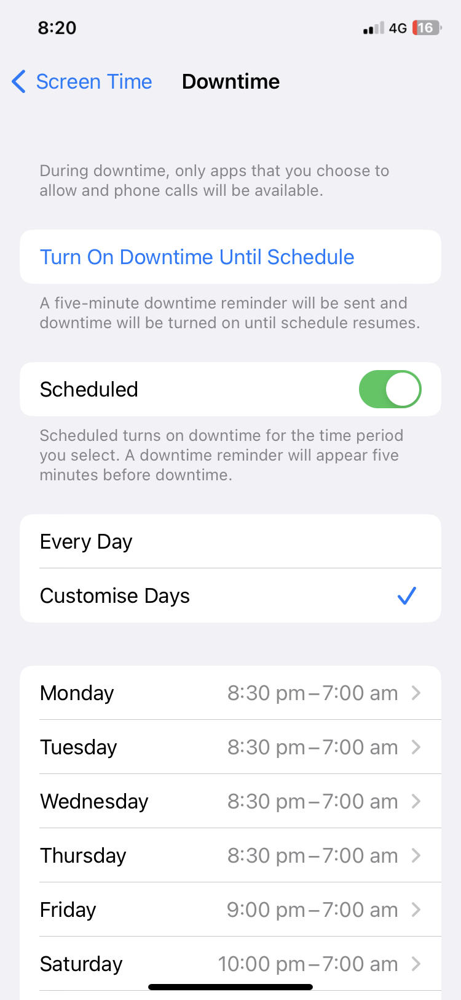 8:20 4G 16
Screen Time Downtime
During downtime, only apps that you choose to
allow and phone calls will be available.
Turn On Downtime Until Schedule
A five-minute downtime reminder will be sent and
downtime will be turned on until schedule resumes.
Scheduled
Scheduled turns on downtime for the time period
you select. A downtime reminder will appear five
minutes before downtime.
Every Day
Customise Days
Monday 8:30 pm – 7:00 am
Tuesday 8:30 pm – 7:00 am
Wednesday 8:30 pm – 7:00 am
Thursday 8:30 pm – 7:00 am
Friday 9:00 pm – 7:00 am
Saturday 10:00 pm – 7:00 am